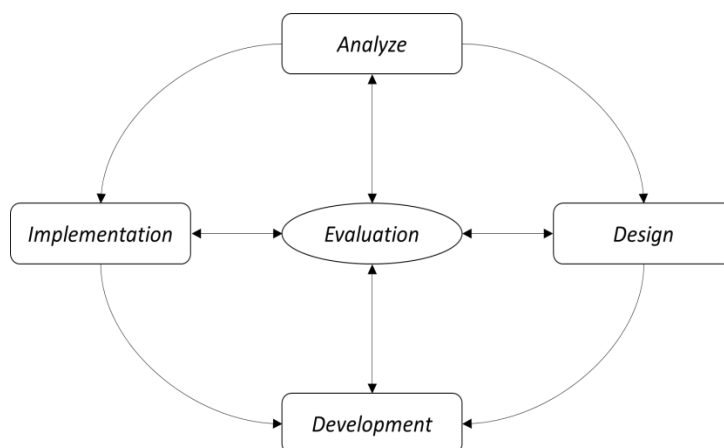 Analyze
Implementation
Evaluation
Design
Development